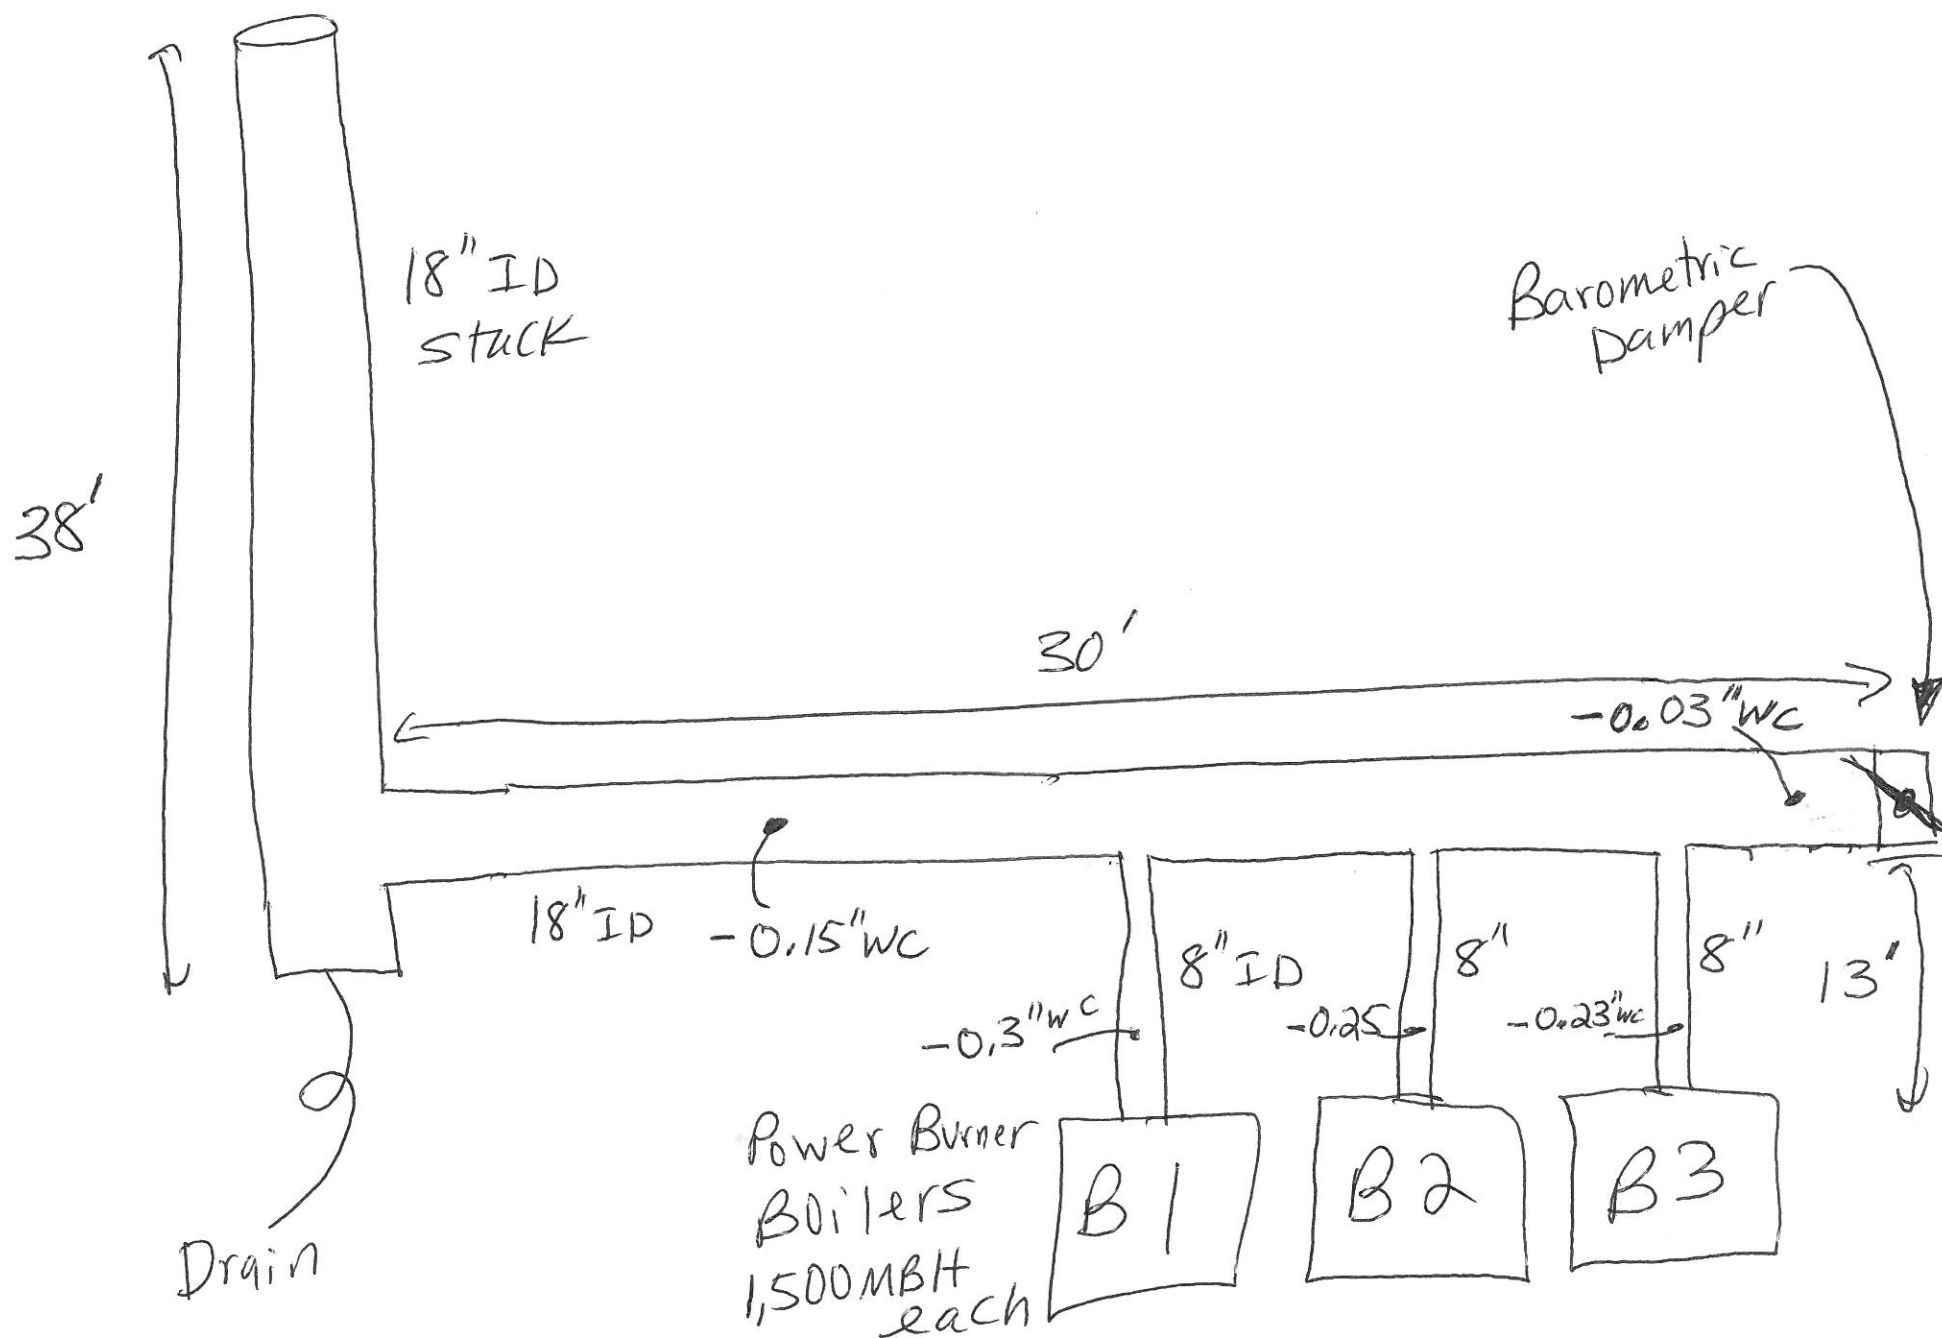 18" ID
stack
38'
Barometric
Damper
30'
-0.03"WC
18"ID
-0.15"WC
-0.3"WC
8"ID
-0.25
8"
-0.23"WC
8"
13'
Power Burner
Boilers
1,500MBH
each
B1
B2
B3
Drain